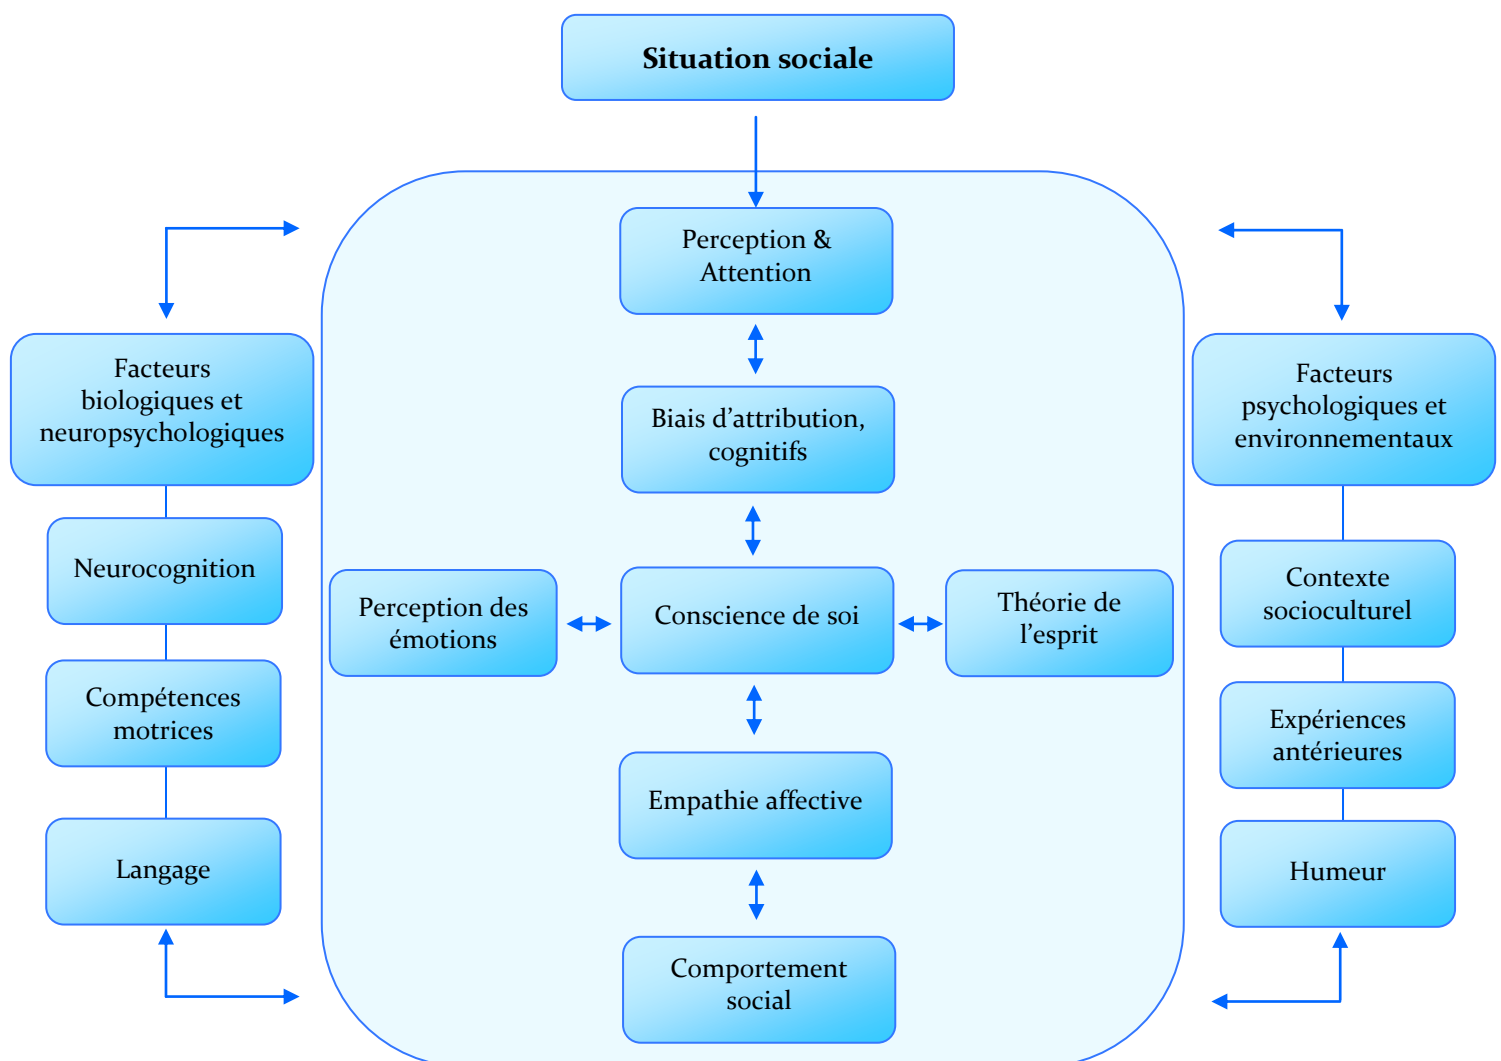 Situation sociale
Perception &
Attention
Facteurs
biologiques et
neuropsychologiques
Facteurs
psychologiques et
environnementaux
Biais d’attribution,
cognitifs
Neurocognition
Contexte
socioculturel
Perception des
émotions
Conscience de soi
Théorie de
l’esprit
Compétences
motrices
Expériences
antérieures
Empathie affective
Langage
Humeur
Comportement
social